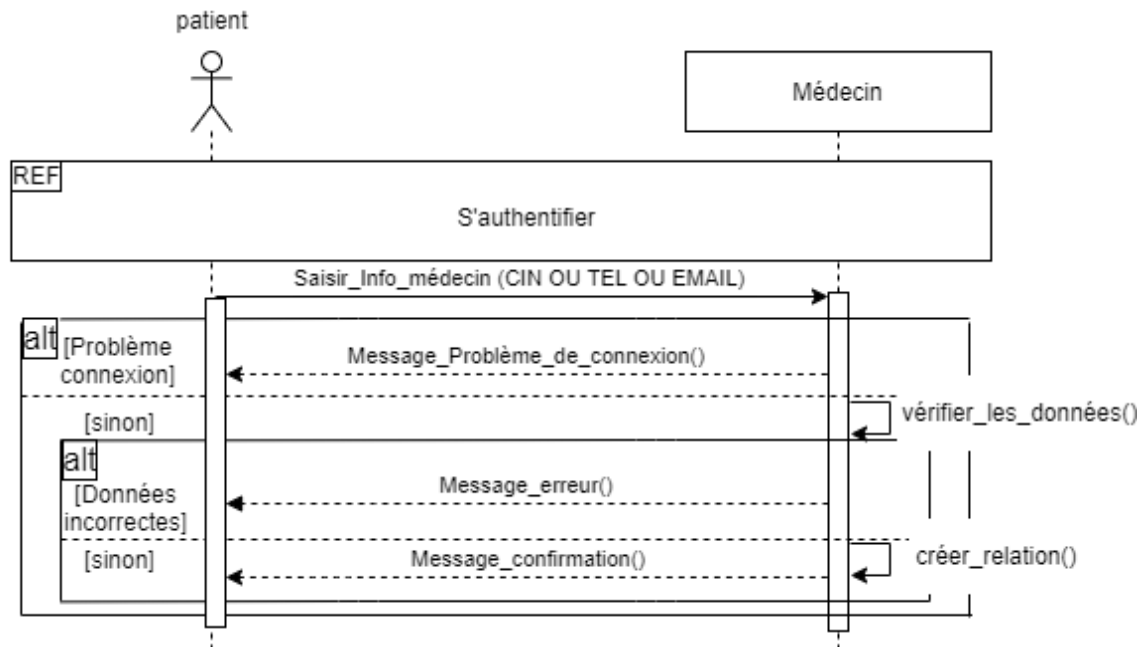 patient
Médecin
REF
S'authentifier
Saisir_Info_médecin (CIN OU TEL OU EMAIL)
alt
[Problème
connexion]
Message_Problème_de_connexion()
[sinon]
vérifier_les_données()
alt
[Données
incorrectes]
Message_erreur()
[sinon]
Message_confirmation()
créer_relation()